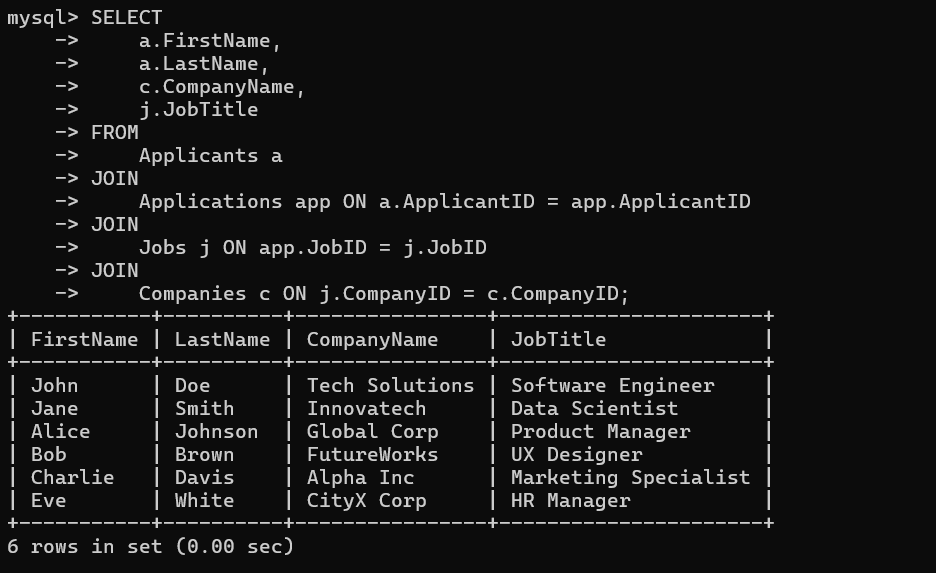 mysql> SELECT
    ->     a.FirstName,
    ->     a.LastName,
    ->     c.CompanyName,
    ->     j.JobTitle
    -> FROM
    ->     Applicants a
    -> JOIN
    ->     Applications app ON a.ApplicantID = app.ApplicantID
    -> JOIN
    ->     Jobs j ON app.JobID = j.JobID
    -> JOIN
    ->     Companies c ON j.CompanyID = c.CompanyID;
+-----------+----------+----------------+----------------------+
| FirstName | LastName | CompanyName    | JobTitle             |
+-----------+----------+----------------+----------------------+
| John      | Doe      | Tech Solutions | Software Engineer    |
| Jane      | Smith    | Innovatech     | Data Scientist       |
| Alice     | Johnson  | Global Corp    | Product Manager      |
| Bob       | Brown    | FutureWorks    | UX Designer          |
| Charlie   | Davis    | Alpha Inc      | Marketing Specialist |
| Eve       | White    | CityX Corp     | HR Manager           |
+-----------+----------+----------------+----------------------+
6 rows in set (0.00 sec)